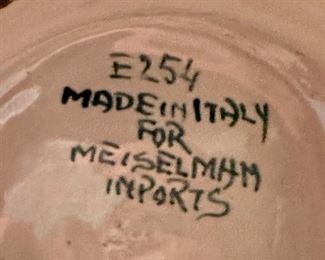 E254
MADE IN ITALY
FOR
MEISELMAN
IMPORTS